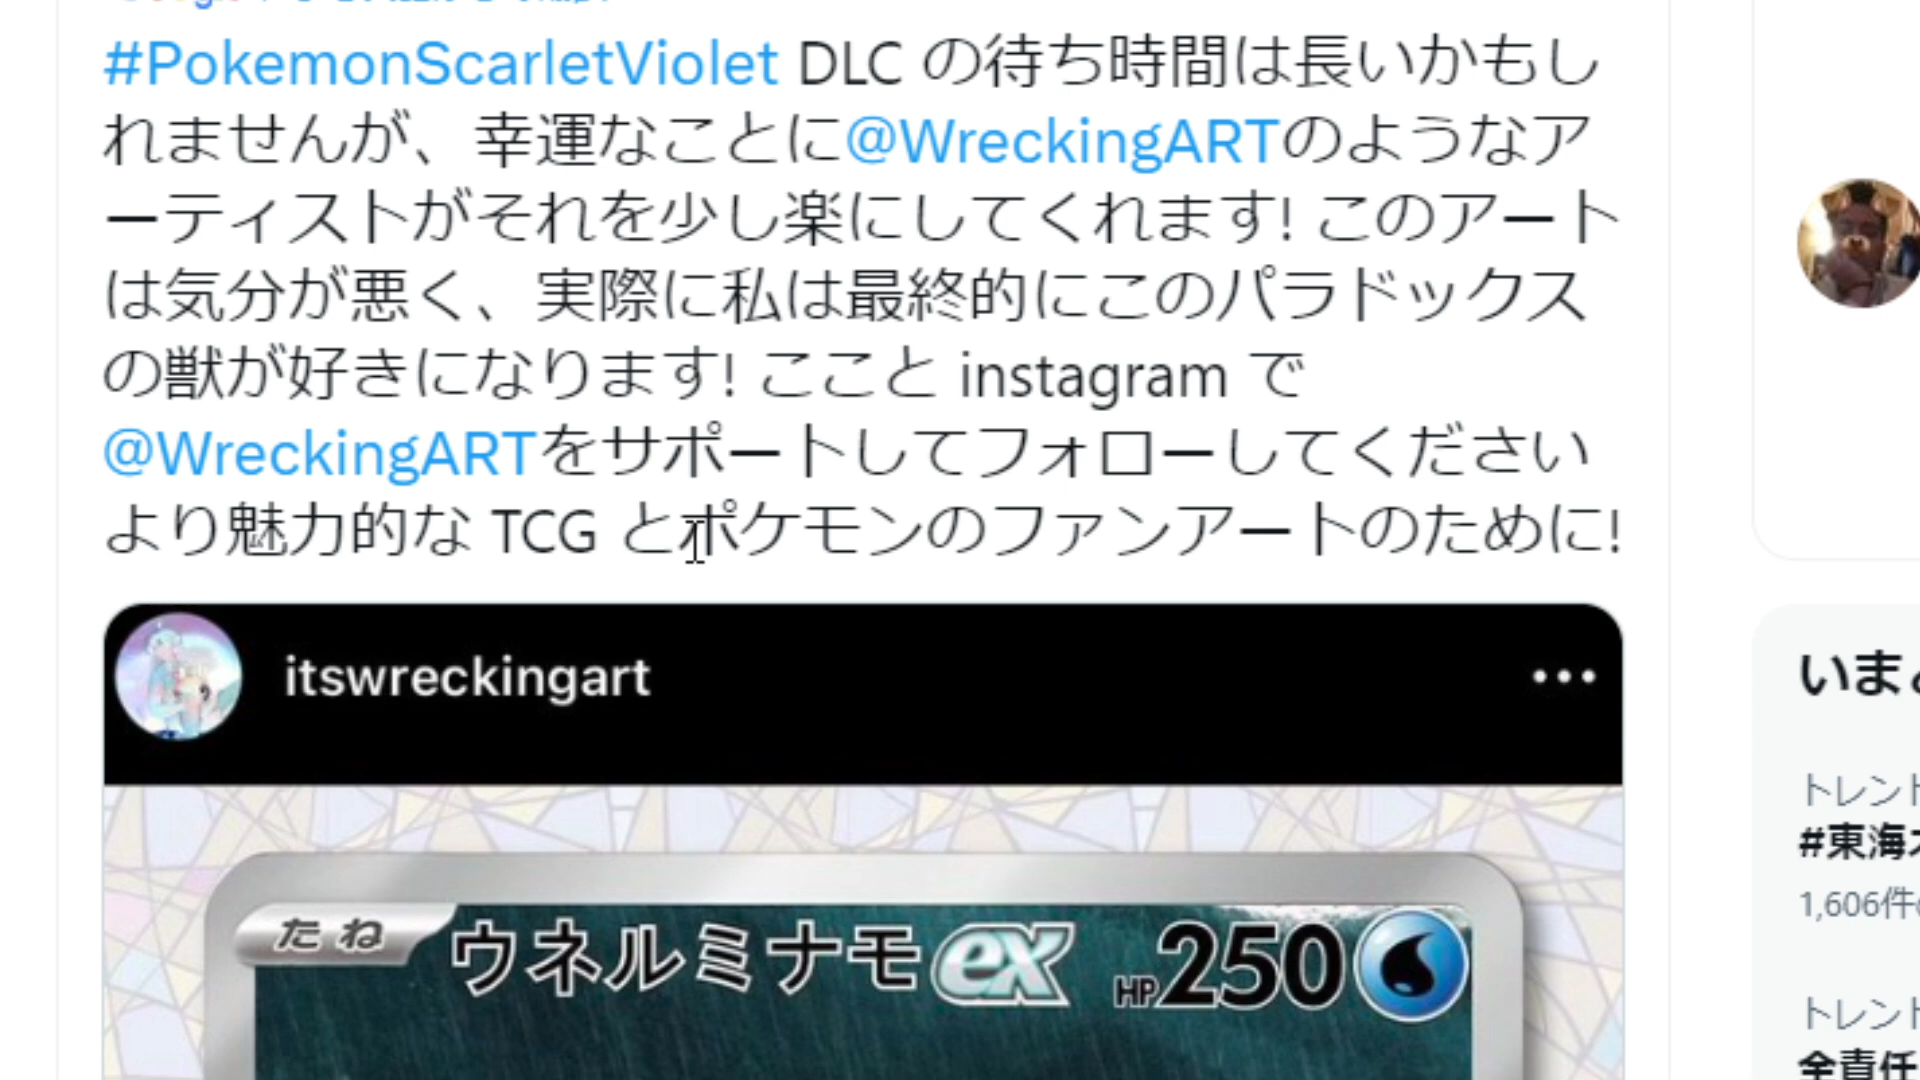 #PokemonScarletViolet DLC の待ち時間は長いかもし
れませんが、幸運なことに@WreckingARTのようなア
ーティストがそれを少し楽にしてくれます! このアート
は気分が悪く、実際に私は最終的にこのパラドックス
の獣が好きになります! ここと instagram で
@WreckingARTをサポートしてフォローしてください
より魅力的な TCG とポケモンのファンアートのために!
itswreckingart
たね ウネルミナモex HP250
いま
トレンド
#東海
1,606件
トレンド
全責任